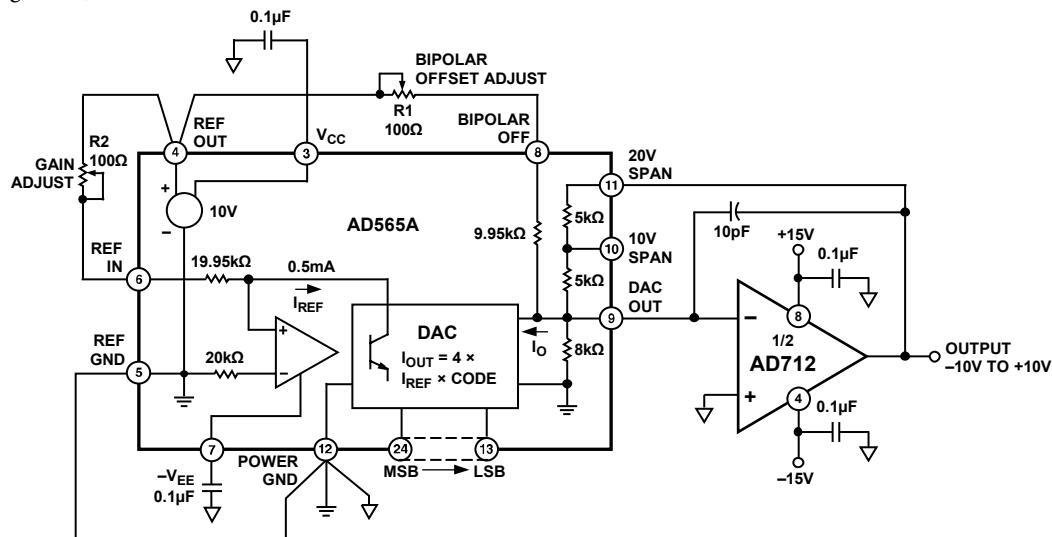 0.1µF
BIPOLAR
OFFSET ADJUST
R1
100Ω
REF
OUT
VCC
BIPOLAR
OFF
R2
100Ω
GAIN
ADJUST
4
3
8
20V
SPAN
11
+
10V
–
AD565A
5kΩ
9.95kΩ
10
10V
SPAN
5kΩ
10pF
+15V
0.1µF
REF
IN
6
19.95kΩ
0.5mA
IREF
DAC
OUT
9
DAC
IOUT = 4 ×
IREF × CODE
IO
8kΩ
+
–
20kΩ
REF
GND
5
–
8
1/2
AD712
+
4
OUTPUT
–10V TO +10V
0.1µF
–15V
7
12
24
13
–VEE
0.1µF
POWER
GND
MSB
LSB